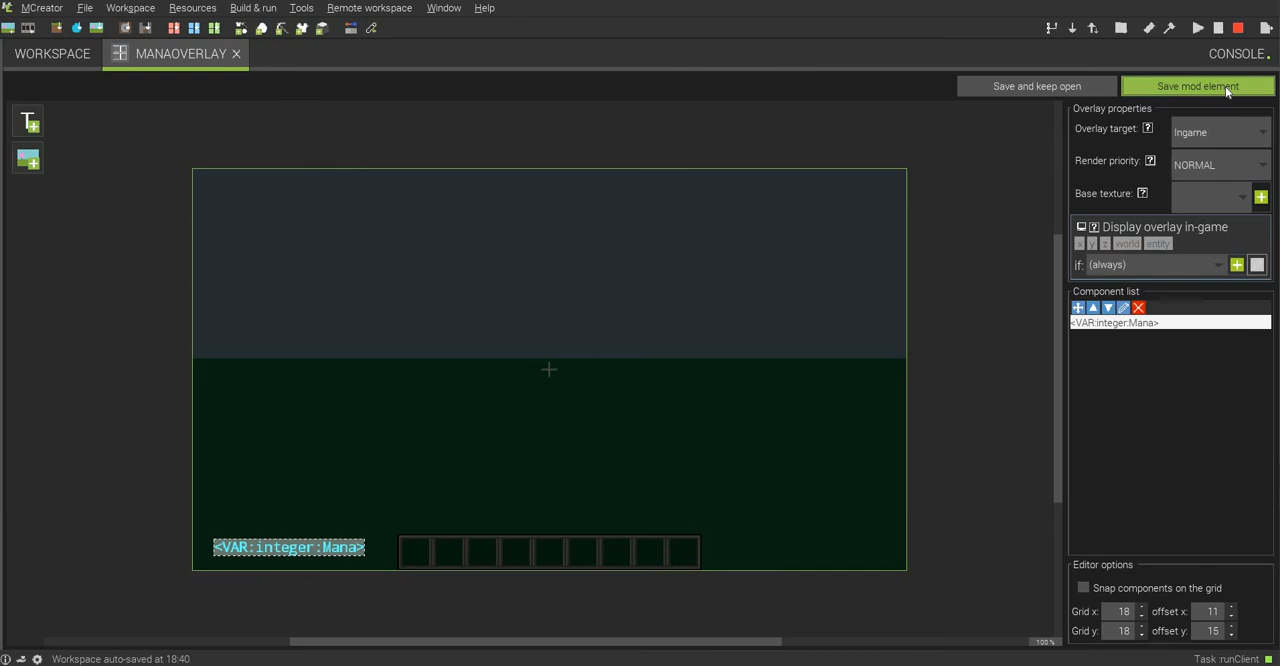 MCreator File Workspace Resources Build & run Tools Remote workspace Window Help
WORKSPACE MANAOVERLAY CONSOLE
Save and keep open Save mod element
Overlay properties
Overlay target: ? Ingame
Render priority: ? NORMAL
Base texture: ?
? Display overlay in-game
x y z world entity
if: (always)
Component list
<VAR:integer:Mana>
<VAR:integer:Mana>
Editor options
Snap components on the grid
Grid x: 18 offset x: 11
Grid y: 18 offset y: 15
100%
Workspace auto-saved at 18:40 Task :runClient